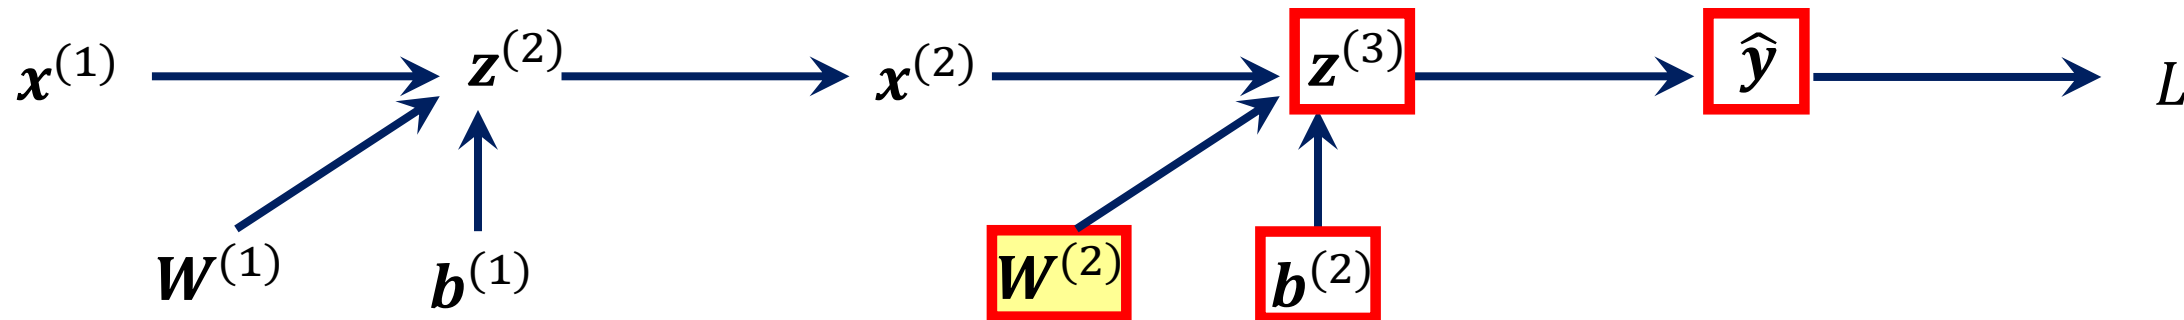 x^(1) z^(2) x^(2) z^(3) ŷ L
W^(1) b^(1) W^(2) b^(2)